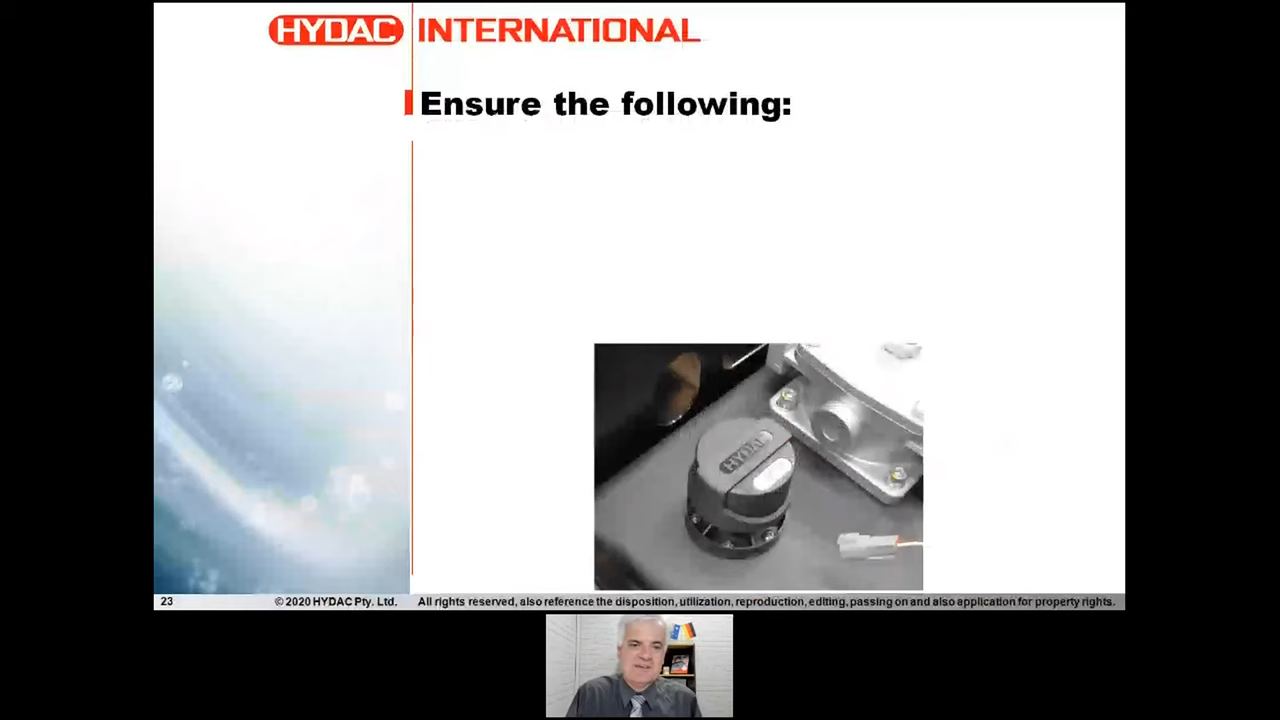 HYDAC INTERNATIONAL
Ensure the following:
HYDAC
23 © 2020 HYDAC Pty. Ltd. All rights reserved, also reference the disposition, utilization, reproduction, editing, passing on and also application for property rights.